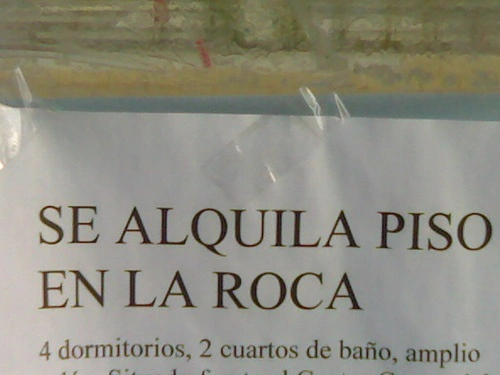 SE ALQUILA PISO
EN LA ROCA
4 dormitorios, 2 cuartos de baño, amplio